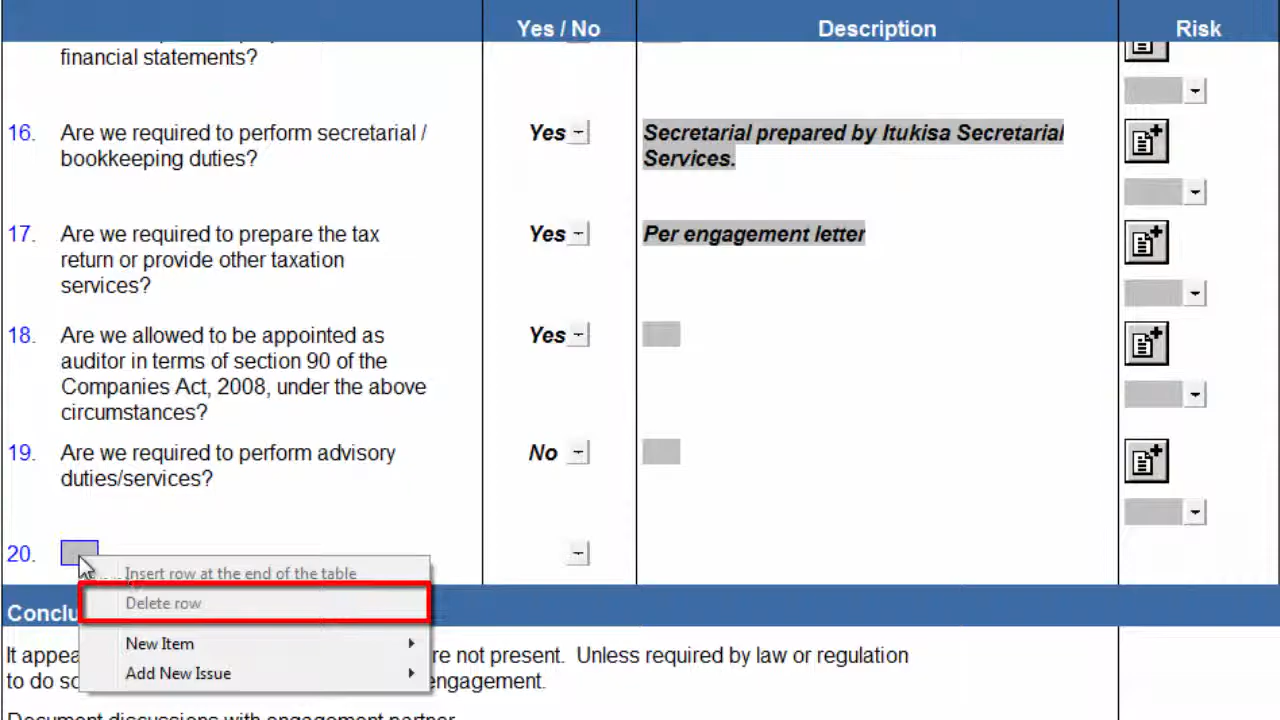 Yes / No
Description
Risk
financial statements?
16. Are we required to perform secretarial /
bookkeeping duties?
Yes
Secretarial prepared by Itukisa Secretarial
Services.
17. Are we required to prepare the tax
return or provide other taxation
services?
Yes
Per engagement letter
18. Are we allowed to be appointed as
auditor in terms of section 90 of the
Companies Act, 2008, under the above
circumstances?
Yes
19. Are we required to perform advisory
duties/services?
No
20.
Insert row at the end of the table
Delete row
New Item
Add New Issue
Conclu
It appea
re not present. Unless required by law or regulation
to do so
engagement.
Document discussions with engagement partner